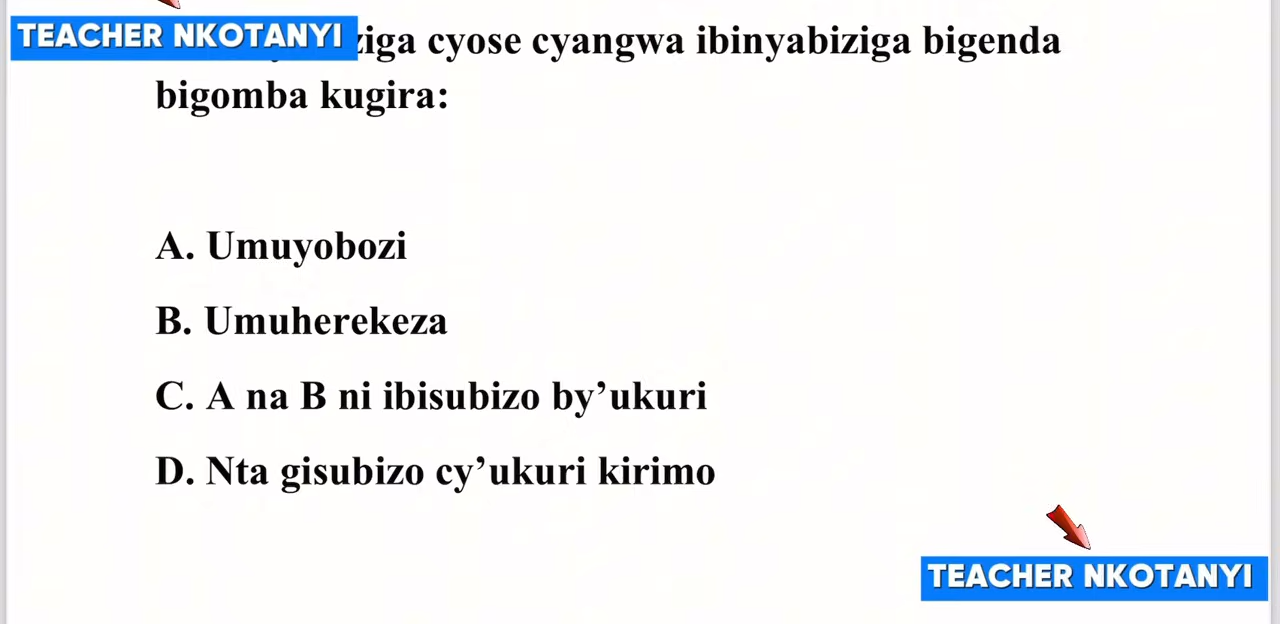 TEACHER NKOTANYI
ziga cyose cyangwa ibinyabiziga bigenda
bigomba kugira:
A. Umuyobozi
B. Umuherekeza
C. A na B ni ibisubizo by’ukuri
D. Nta gisubizo cy’ukuri kirimo
TEACHER NKOTANYI